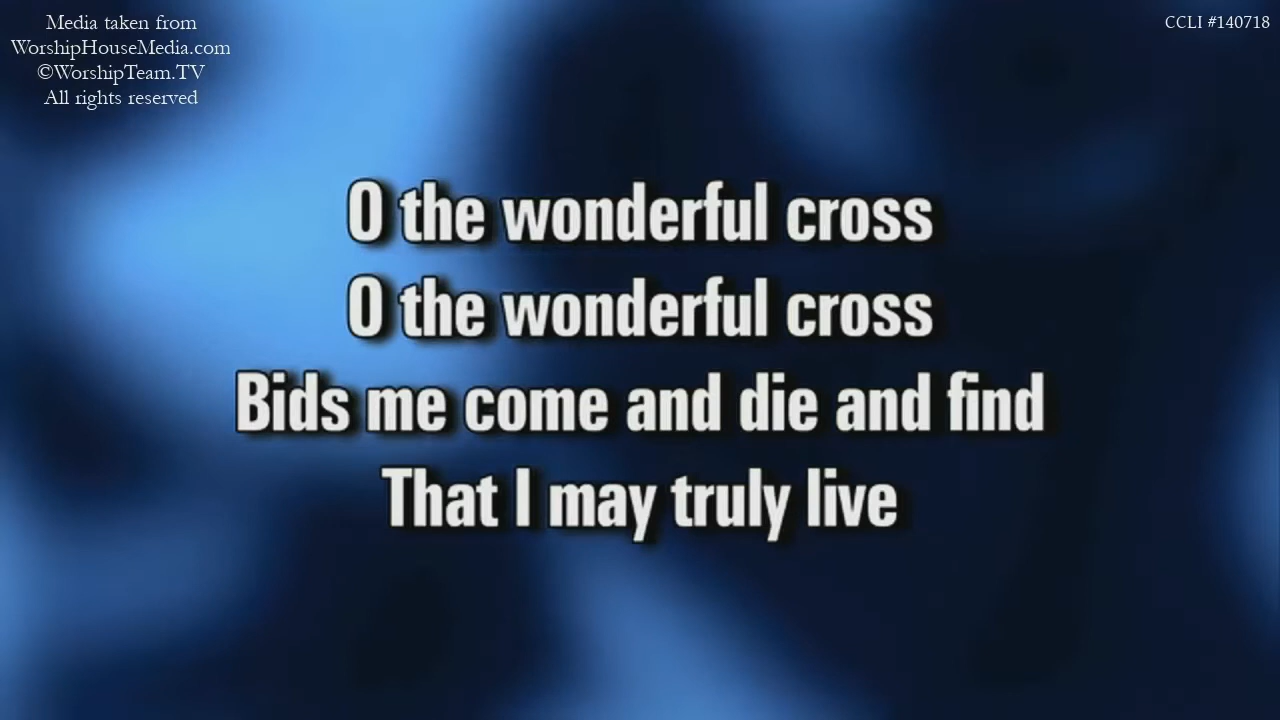 Media taken from
WorshipHouseMedia.com
©WorshipTeam.TV
All rights reserved
CCLI #140718
O the wonderful cross
O the wonderful cross
Bids me come and die and find
That I may truly live